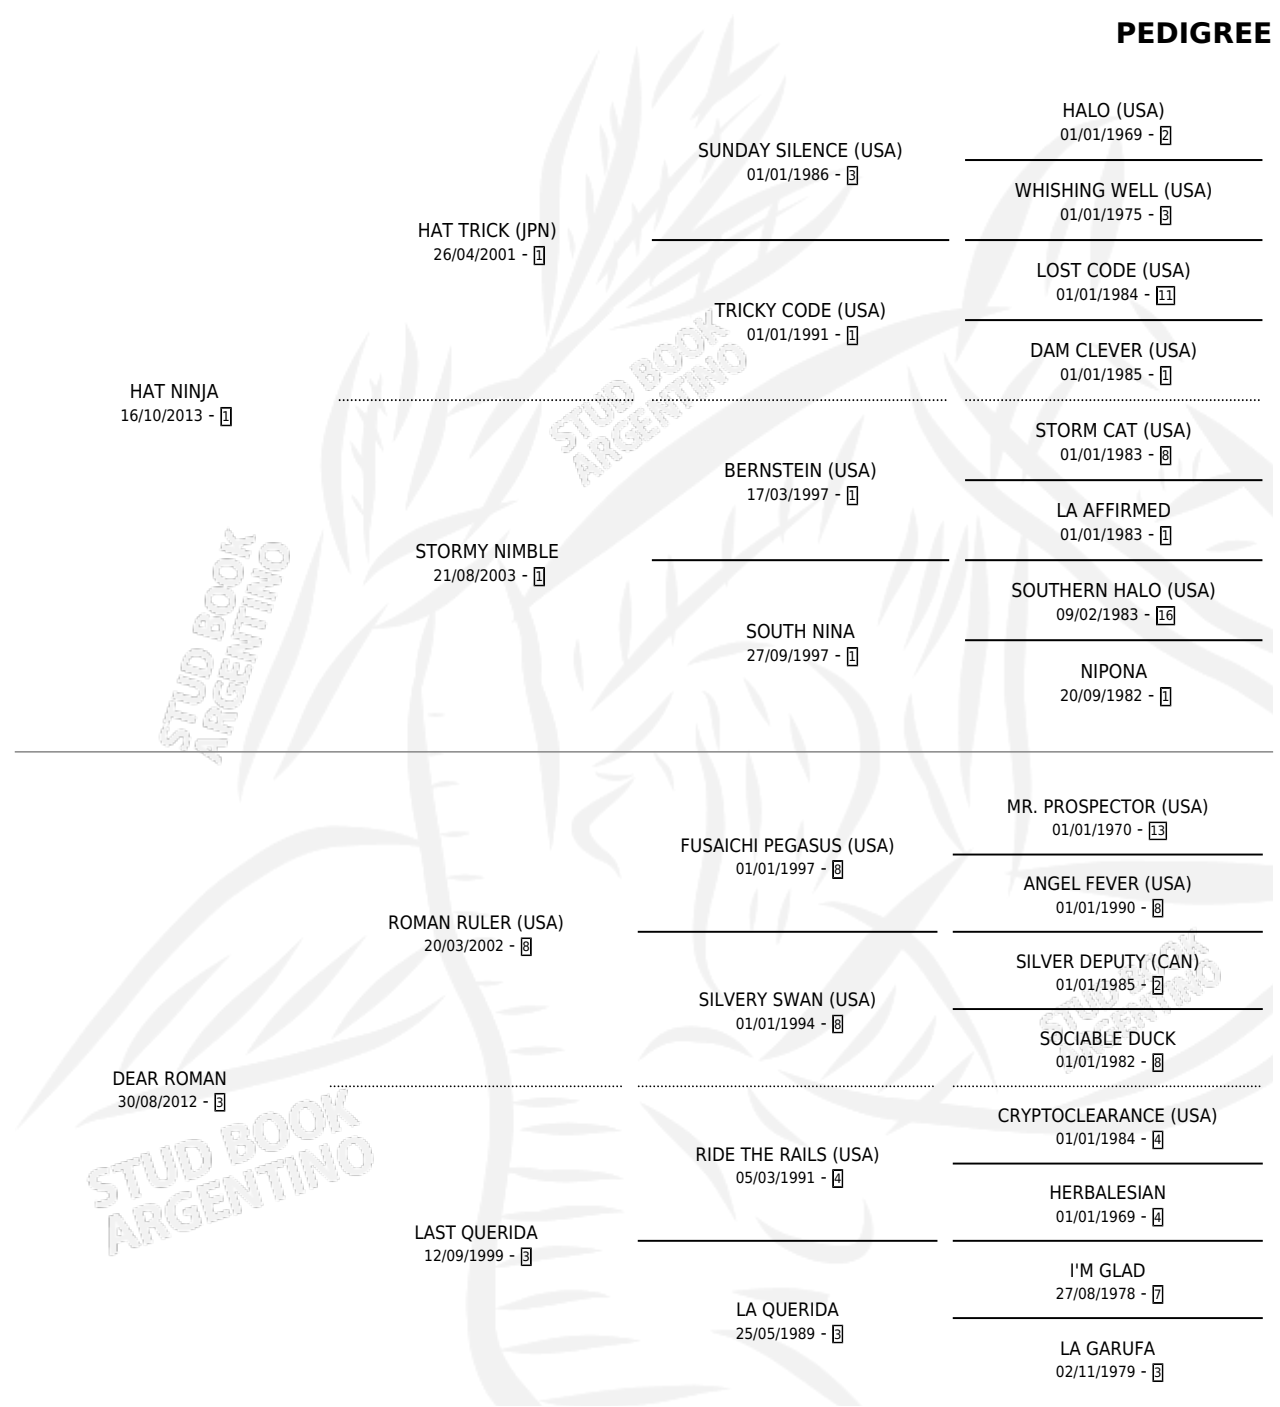 PEDIGREE
HALO (USA)
01/01/1969 - 2
SUNDAY SILENCE (USA)
01/01/1986 - 3
WHISHING WELL (USA)
01/01/1975 - 3
HAT TRICK (JPN)
26/04/2001 - 1
LOST CODE (USA)
01/01/1984 - 11
TRICKY CODE (USA)
01/01/1991 - 1
DAM CLEVER (USA)
01/01/1985 - 1
HAT NINJA
16/10/2013 - 1
STORM CAT (USA)
01/01/1983 - 8
BERNSTEIN (USA)
17/03/1997 - 1
LA AFFIRMED
01/01/1983 - 1
STORMY NIMBLE
21/08/2003 - 1
SOUTHERN HALO (USA)
09/02/1983 - 16
SOUTH NINA
27/09/1997 - 1
NIPONA
20/09/1982 - 1
MR. PROSPECTOR (USA)
01/01/1970 - 13
FUSAICHI PEGASUS (USA)
01/01/1997 - 8
ANGEL FEVER (USA)
01/01/1990 - 8
ROMAN RULER (USA)
20/03/2002 - 8
SILVER DEPUTY (CAN)
01/01/1985 - 2
SILVERY SWAN (USA)
01/01/1994 - 8
SOCIABLE DUCK
01/01/1982 - 8
DEAR ROMAN
30/08/2012 - 3
CRYPTOCLEARANCE (USA)
01/01/1984 - 4
RIDE THE RAILS (USA)
05/03/1991 - 4
HERBALESIAN
01/01/1969 - 4
LAST QUERIDA
12/09/1999 - 3
I'M GLAD
27/08/1978 - 7
LA QUERIDA
25/05/1989 - 3
LA GARUFA
02/11/1979 - 3
STUD BOOK
ARGENTINO
STUD BOOK
ARGENTINO
STUD BOOK
ARGENTINO
STUD BOOK
ARGENTINO